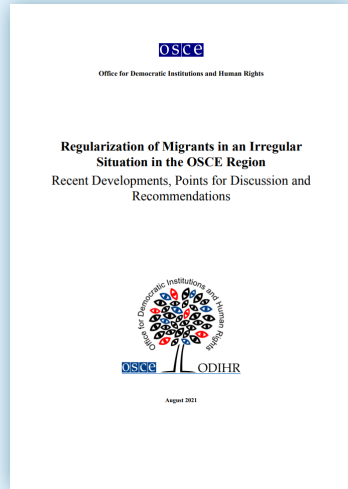 osce
Office for Democratic Institutions and Human Rights
Regularization of Migrants in an Irregular
Situation in the OSCE Region
Recent Developments, Points for Discussion and
Recommendations
Office for Democratic Institutions and Human Rights
osce ODIHR
August 2021